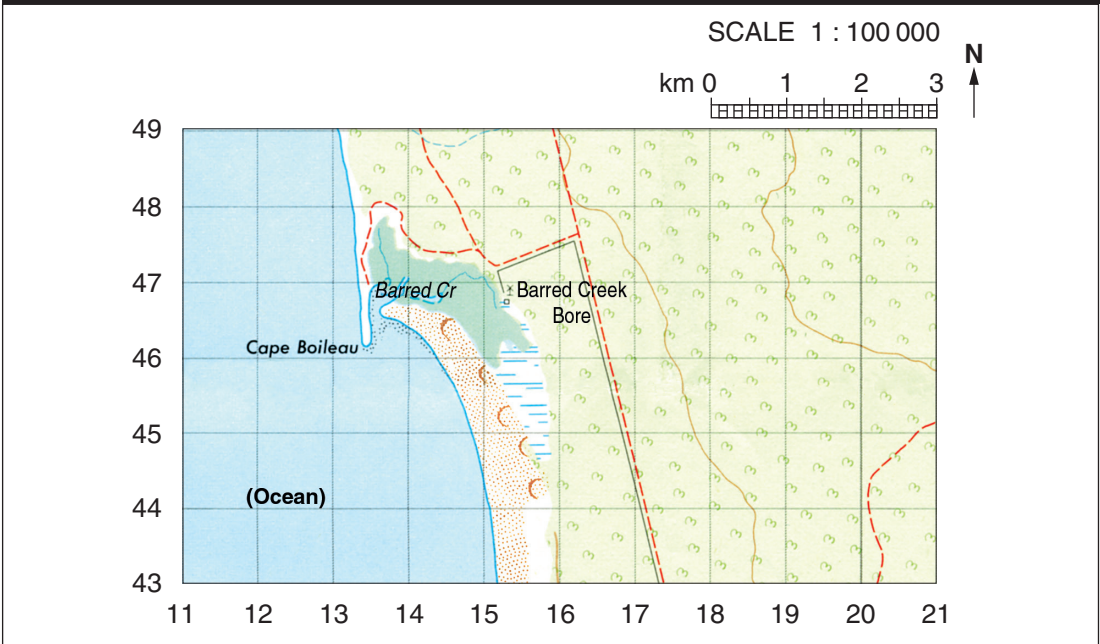 SCALE 1 : 100 000
N
km 0 1 2 3
49
48
47
46
45
44
43
Barred Cr
Barred Creek
Bore
Cape Boileau
(Ocean)
11 12 13 14 15 16 17 18 19 20 21